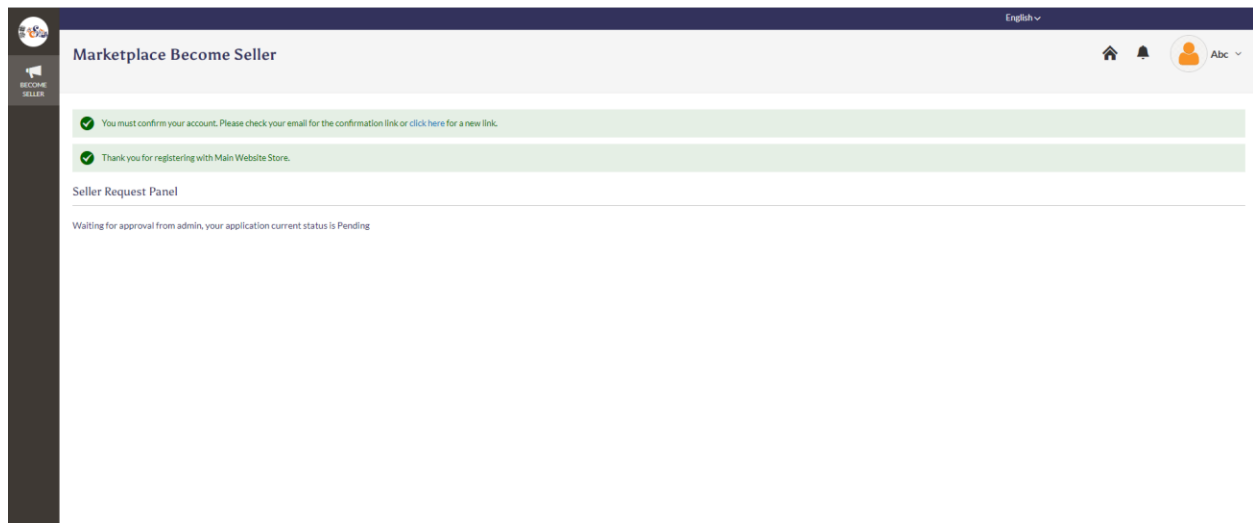 English
Marketplace Become Seller
Abc
BECOME
SELLER
You must confirm your account. Please check your email for the confirmation link or click here for a new link.
Thank you for registering with Main Website Store.
Seller Request Panel
Waiting for approval from admin, your application current status is Pending